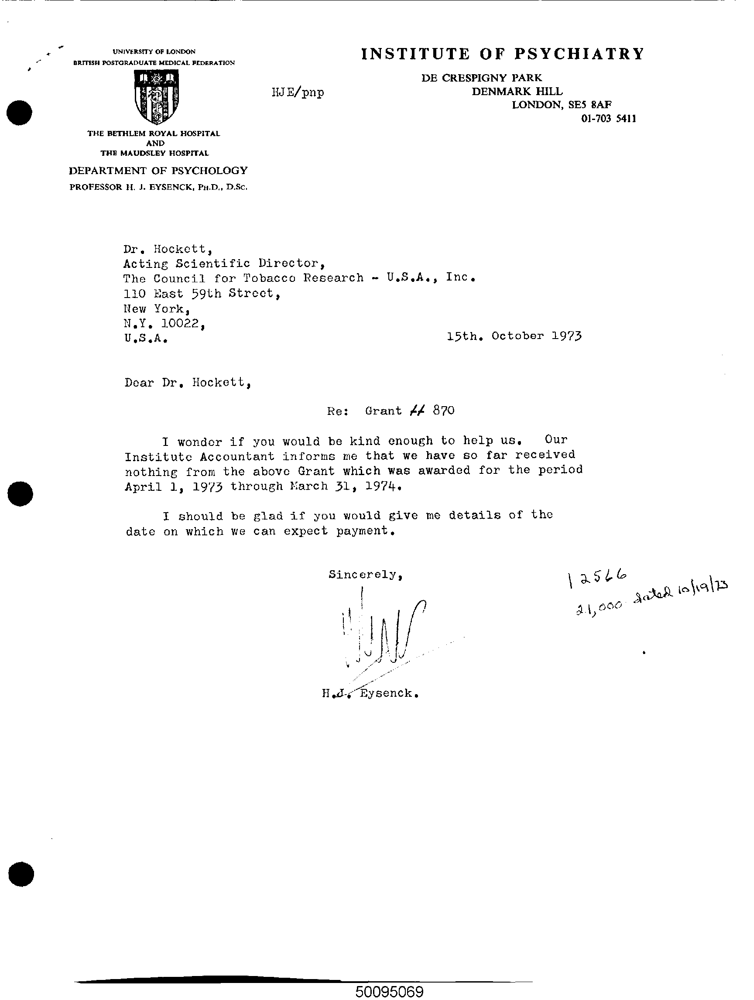 UNIVERSITY OF LONDON
BRITISH POSTGRADUATE MEDICAL FEDERATION
INSTITUTE OF PSYCHIATRY
DE CRESPIGNY PARK
DENMARK HILL
LONDON, SE5 8AF
01-703 5411
HJE/pnp
THE BETHLEM ROYAL HOSPITAL
AND
THE MAUDSLEY HOSPITAL
DEPARTMENT OF PSYCHOLOGY
PROFESSOR H. J. EYSENCK, PH.D., D.SC.
Dr. Hockett,
Acting Scientific Director,
The Council for Tobacco Research - U.S.A., Inc.
110 East 59th Street,
New York,
N.Y. 10022,
U.S.A.
15th. October 1973
Dear Dr. Hockett,
Re: Grant # 870
I wonder if you would be kind enough to help us. Our
Institute Accountant informs me that we have so far received
nothing from the above Grant which was awarded for the period
April 1, 1973 through March 31, 1974.
I should be glad if you would give me details of the
date on which we can expect payment.
Sincerely,
12566
21,000 dated 10/19/73
H.J. Eysenck.
50095069